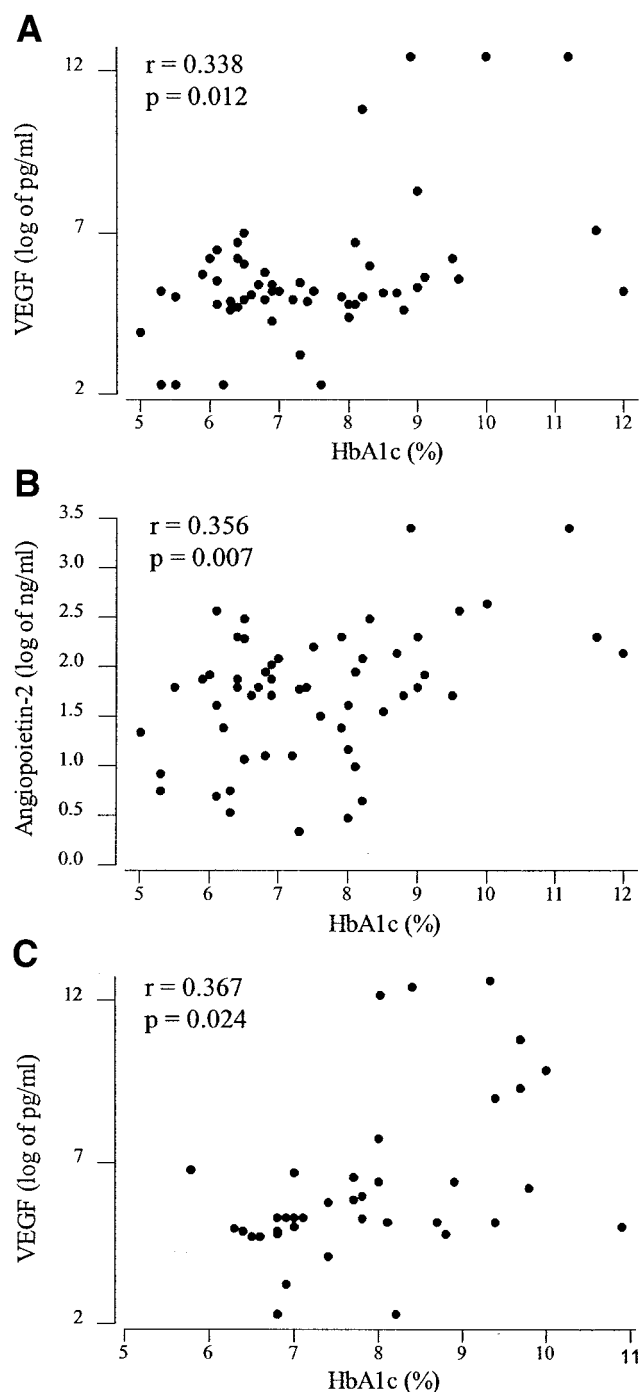 A
r = 0.338
p = 0.012
VEGF (log of pg/ml)
12
7
2
5 6 7 8 9 10 11 12
HbA1c (%)
B
r = 0.356
p = 0.007
Angiopoietin-2 (log of ng/ml)
3.5
3.0
2.5
2.0
1.5
1.0
0.5
0.0
5 6 7 8 9 10 11 12
HbA1c (%)
C
r = 0.367
p = 0.024
VEGF (log of pg/ml)
12
7
2
5 6 7 8 9 10 11
HbA1c (%)